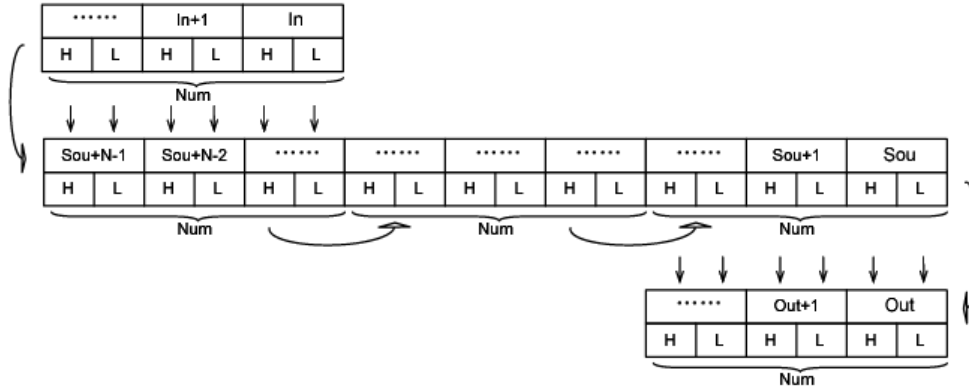 ······ In+1 In
H L H L H L
Num
Sou+N-1 Sou+N-2 ······ ······ ······ ······ ······ Sou+1 Sou
H L H L H L H L H L H L H L H L H L
Num Num Num
······ Out+1 Out
H L H L H L
Num